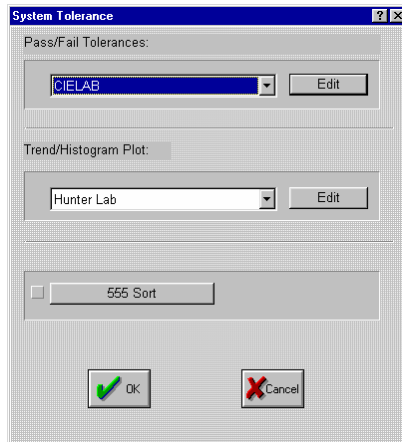 System Tolerance
Pass/Fail Tolerances:
CIELAB
Edit
Trend/Histogram Plot:
Hunter Lab
Edit
555 Sort
OK
Cancel